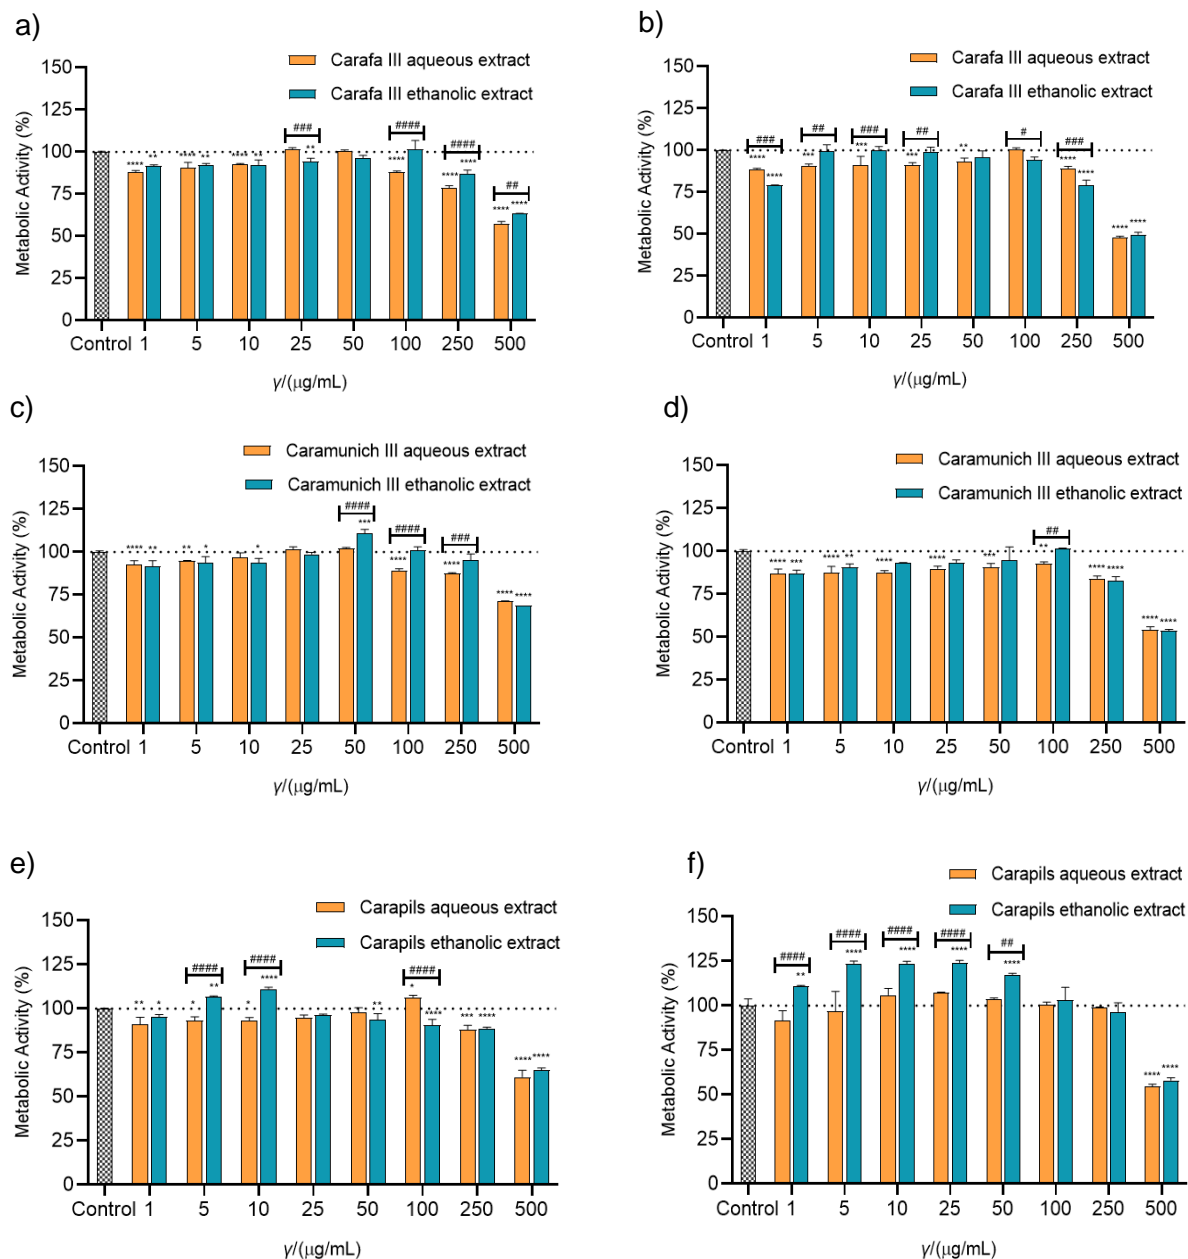 a)
Carafa III aqueous extract
Carafa III ethanolic extract
Metabolic Activity (%)
150
125
100
75
50
25
0
### #### #### ##
**** ** **** ** **** ** ** **** **** **** **** ****
Control 1 5 10 25 50 100 250 500
γ/(μg/mL)
b)
Carafa III aqueous extract
Carafa III ethanolic extract
Metabolic Activity (%)
150
125
100
75
50
25
0
### ## ### ## # ###
**** **** *** *** *** ** **** **** **** ****
Control 1 5 10 25 50 100 250 500
γ/(μg/mL)
c)
Caramunich III aqueous extract
Caramunich III ethanolic extract
Metabolic Activity (%)
150
125
100
75
50
25
0
#### #### ###
**** ** ** * * *** **** **** **** ****
Control 1 5 10 25 50 100 250 500
γ/(μg/mL)
d)
Caramunich III aqueous extract
Caramunich III ethanolic extract
Metabolic Activity (%)
150
125
100
75
50
25
0
##
**** *** **** ** **** **** *** ** **** **** **** ****
Control 1 5 10 25 50 100 250 500
γ/(μg/mL)
e)
Carapils aqueous extract
Carapils ethanolic extract
Metabolic Activity (%)
150
125
100
75
50
25
0
#### #### ####
** * * ** * **** ** * **** *** **** **** ****
Control 1 5 10 25 50 100 250 500
γ/(μg/mL)
f)
Carapils aqueous extract
Carapils ethanolic extract
Metabolic Activity (%)
150
125
100
75
50
25
0
#### #### #### #### ##
** **** **** **** **** **** ****
Control 1 5 10 25 50 100 250 500
γ/(μg/mL)